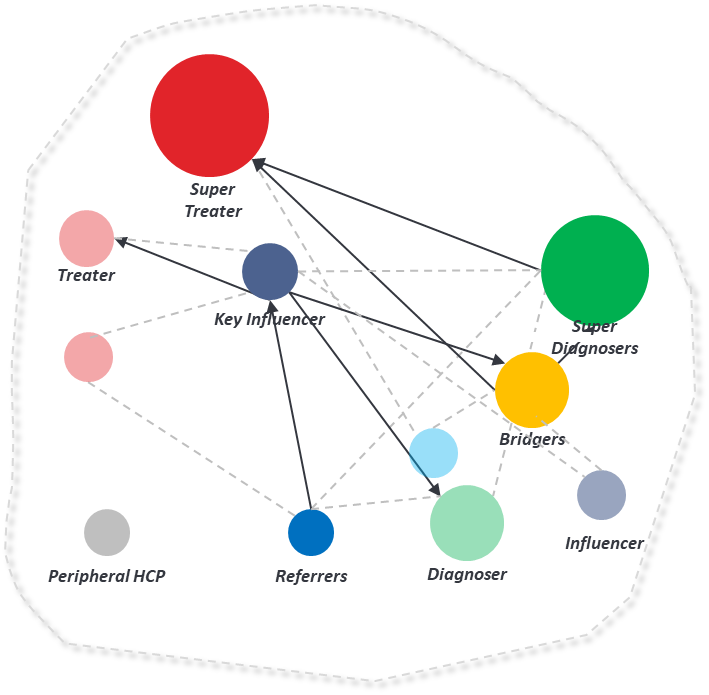 Super
Treater
Treater
Key Influencer
Super
Diagnosers
Bridgers
Influencer
Peripheral HCP
Referrers
Diagnoser